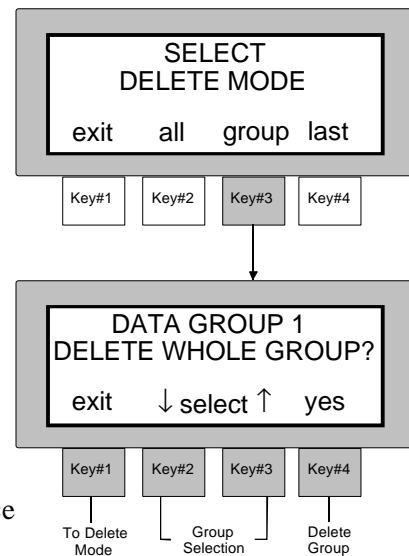 SELECT
DELETE MODE
exit all group last
Key#1 Key#2 Key#3 Key#4
DATA GROUP 1
DELETE WHOLE GROUP?
exit ↓ select ↑ yes
Key#1 Key#2 Key#3 Key#4
To Delete Group Delete
Mode Selection Group